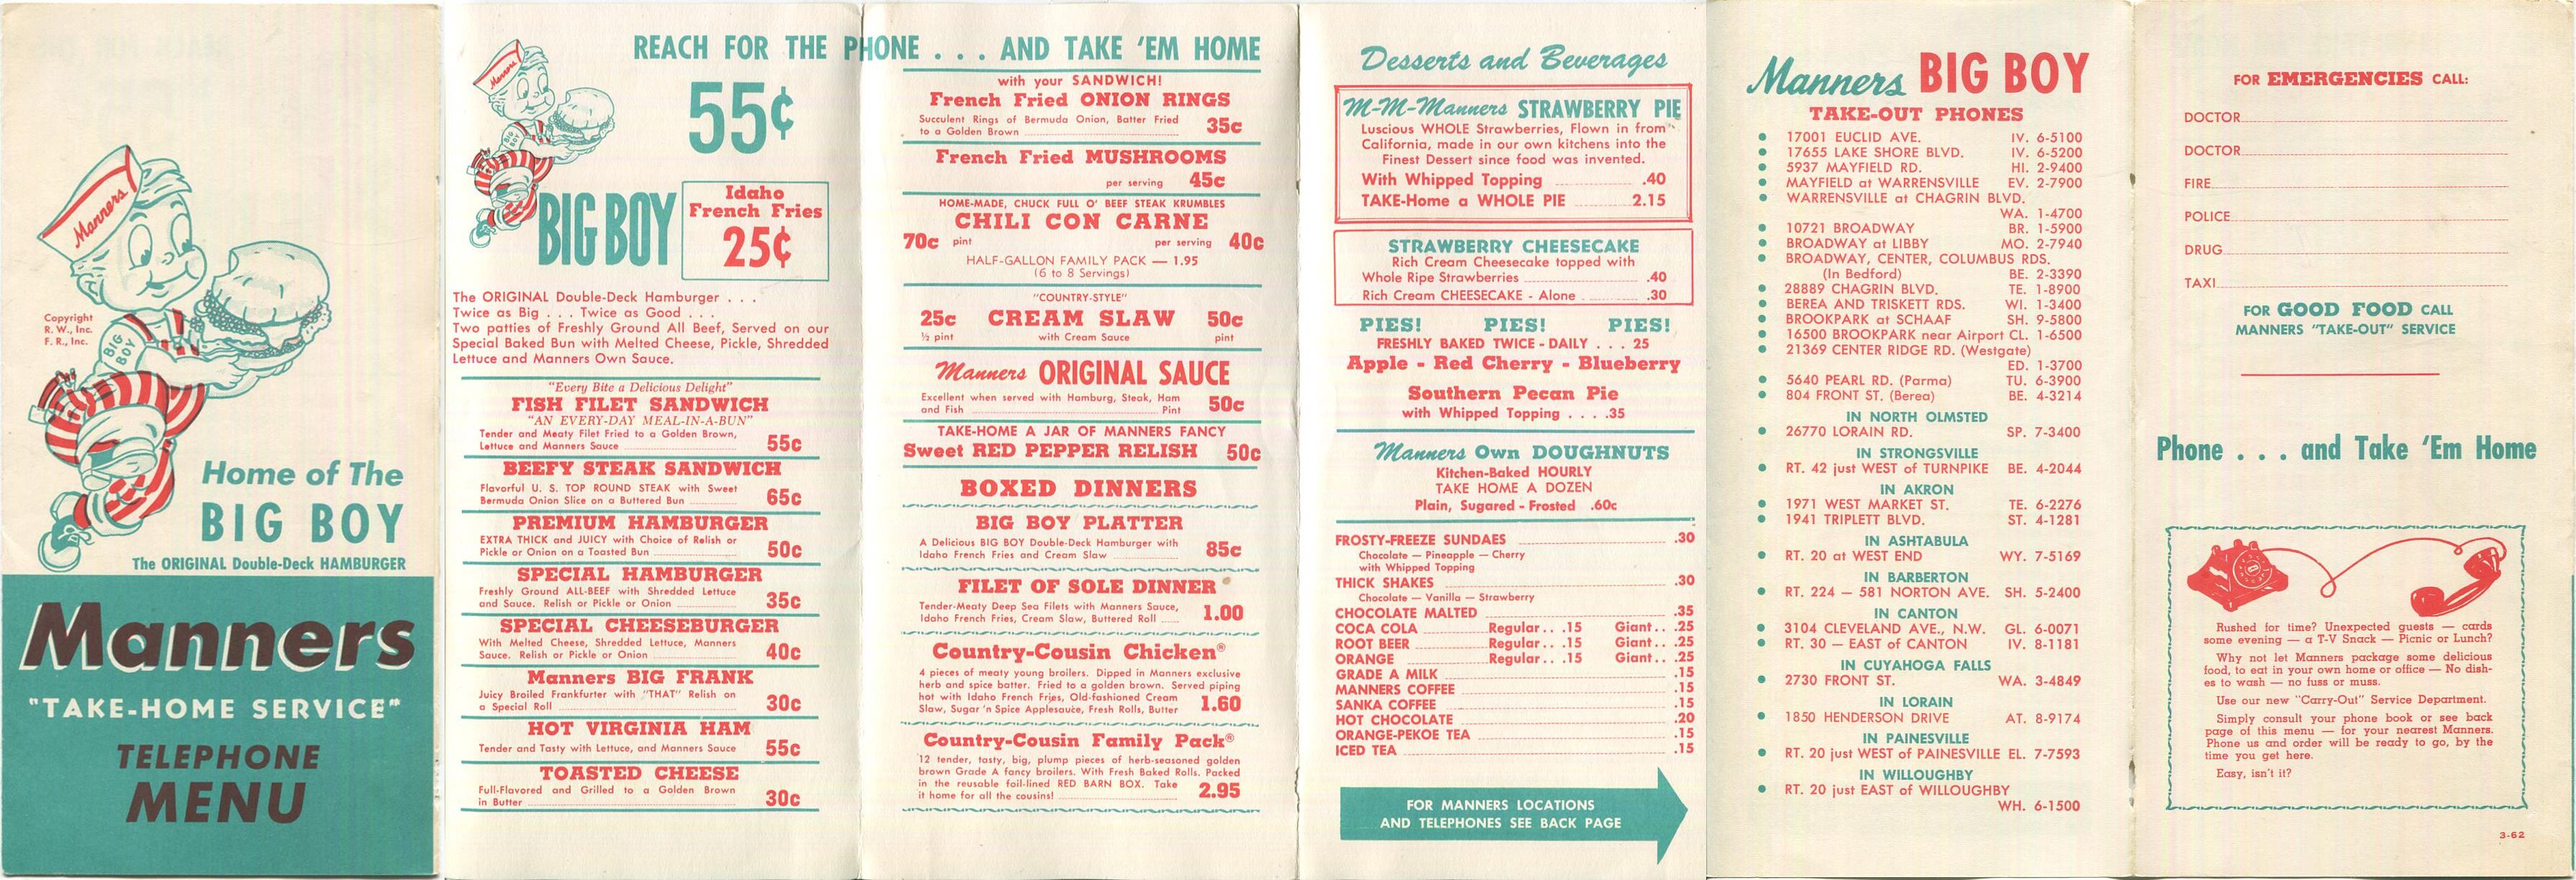 Manners
Copyright
R. W., Inc.
F. R., Inc.
BIG
BOY
Home of The
BIG BOY
The ORIGINAL Double-Deck HAMBURGER
Manners
"TAKE-HOME SERVICE"
TELEPHONE
MENU
REACH FOR THE PHONE . . . AND TAKE 'EM HOME
Manners
BIG
BOY
55¢
BIG BOY
Idaho
French Fries
25¢
The ORIGINAL Double-Deck Hamburger . . .
Twice as Big . . . Twice as Good . . .
Two patties of Freshly Ground All Beef, Served on our
Special Baked Bun with Melted Cheese, Pickle, Shredded
Lettuce and Manners Own Sauce.
"Every Bite a Delicious Delight"
FISH FILET SANDWICH
"AN EVERY-DAY MEAL-IN-A-BUN"
Tender and Meaty Filet Fried to a Golden Brown,
Lettuce and Manners Sauce 55c
BEEFY STEAK SANDWICH
Flavorful U. S. TOP ROUND STEAK with Sweet
Bermuda Onion Slice on a Buttered Bun 65c
PREMIUM HAMBURGER
EXTRA THICK and JUICY with Choice of Relish or
Pickle or Onion on a Toasted Bun 50c
SPECIAL HAMBURGER
Freshly Ground ALL-BEEF with Shredded Lettuce
and Sauce. Relish or Pickle or Onion 35c
SPECIAL CHEESEBURGER
With Melted Cheese, Shredded Lettuce, Manners
Sauce. Relish or Pickle or Onion 40c
Manners BIG FRANK
Juicy Broiled Frankfurter with "THAT" Relish on
a Special Roll 30c
HOT VIRGINIA HAM
Tender and Tasty with Lettuce, and Manners Sauce 55c
TOASTED CHEESE
Full-Flavored and Grilled to a Golden Brown
in Butter 30c
with your SANDWICH!
French Fried ONION RINGS
Succulent Rings of Bermuda Onion, Batter Fried
to a Golden Brown 35c
French Fried MUSHROOMS
per serving 45c
HOME-MADE, CHUCK FULL O' BEEF STEAK KRUMBLES
CHILI CON CARNE
70c pint per serving 40c
HALF-GALLON FAMILY PACK — 1.95
(6 to 8 Servings)
"COUNTRY-STYLE"
25c CREAM SLAW 50c
½ pint with Cream Sauce pint
Manners ORIGINAL SAUCE
Excellent when served with Hamburg, Steak, Ham
and Fish Pint 50c
TAKE-HOME A JAR OF MANNERS FANCY
Sweet RED PEPPER RELISH 50c
BOXED DINNERS
BIG BOY PLATTER
A Delicious BIG BOY Double-Deck Hamburger with
Idaho French Fries and Cream Slaw 85c
FILET OF SOLE DINNER
Tender-Meaty Deep Sea Filets with Manners Sauce,
Idaho French Fries, Cream Slaw, Buttered Roll 1.00
Country-Cousin Chicken®
4 pieces of meaty young broilers. Dipped in Manners exclusive
herb and spice batter. Fried to a golden brown. Served piping
hot with Idaho French Fries, Old-fashioned Cream
Slaw, Sugar 'n Spice Applesauce, Fresh Rolls, Butter 1.60
Country-Cousin Family Pack®
12 tender, tasty, big, plump pieces of herb-seasoned golden
brown Grade A fancy broilers. With Fresh Baked Rolls. Packed
in the reusable foil-lined RED BARN BOX. Take
it home for all the cousins! 2.95
Desserts and Beverages
M-M-Manners STRAWBERRY PIE
Luscious WHOLE Strawberries, Flown in from
California, made in our own kitchens into the
Finest Dessert since food was invented.
With Whipped Topping .40
TAKE-Home a WHOLE PIE 2.15
STRAWBERRY CHEESECAKE
Rich Cream Cheesecake topped with
Whole Ripe Strawberries .40
Rich Cream CHEESECAKE - Alone .30
PIES! PIES! PIES!
FRESHLY BAKED TWICE - DAILY . . . 25
Apple - Red Cherry - Blueberry
Southern Pecan Pie
with Whipped Topping . . . .35
Manners Own DOUGHNUTS
Kitchen-Baked HOURLY
TAKE HOME A DOZEN
Plain, Sugared - Frosted .60c
FROSTY-FREEZE SUNDAES .30
Chocolate — Pineapple — Cherry
with Whipped Topping
THICK SHAKES .30
Chocolate — Vanilla — Strawberry
CHOCOLATE MALTED .35
COCA COLA Regular . . .15 Giant . . .25
ROOT BEER Regular . . .15 Giant . . .25
ORANGE Regular . . .15 Giant . . .25
GRADE A MILK .15
MANNERS COFFEE .15
SANKA COFFEE .15
HOT CHOCOLATE .20
ORANGE-PEKOE TEA .15
ICED TEA .15
FOR MANNERS LOCATIONS
AND TELEPHONES SEE BACK PAGE
Manners BIG BOY
TAKE-OUT PHONES
• 17001 EUCLID AVE. IV. 6-5100
• 17655 LAKE SHORE BLVD. IV. 6-5200
• 5937 MAYFIELD RD. HI. 2-9400
• MAYFIELD at WARRENSVILLE EV. 2-7900
• WARRENSVILLE at CHAGRIN BLVD.
WA. 1-4700
• 10721 BROADWAY BR. 1-5900
• BROADWAY at LIBBY MO. 2-7940
• BROADWAY, CENTER, COLUMBUS RDS.
(In Bedford) BE. 2-3390
• 28889 CHAGRIN BLVD. TE. 1-8900
• BEREA AND TRISKETT RDS. WI. 1-3400
• BROOKPARK at SCHAAF SH. 9-5800
• 16500 BROOKPARK near Airport CL. 1-6500
• 21369 CENTER RIDGE RD. (Westgate)
ED. 1-3700
• 5640 PEARL RD. (Parma) TU. 6-3900
• 804 FRONT ST. (Berea) BE. 4-3214
IN NORTH OLMSTED
• 26770 LORAIN RD. SP. 7-3400
IN STRONGSVILLE
• RT. 42 just WEST of TURNPIKE BE. 4-2044
IN AKRON
• 1971 WEST MARKET ST. TE. 6-2276
• 1941 TRIPLETT BLVD. ST. 4-1281
IN ASHTABULA
• RT. 20 at WEST END WY. 7-5169
IN BARBERTON
• RT. 224 — 581 NORTON AVE. SH. 5-2400
IN CANTON
• 3104 CLEVELAND AVE., N.W. GL. 6-0071
• RT. 30 — EAST of CANTON IV. 8-1181
IN CUYAHOGA FALLS
• 2730 FRONT ST. WA. 3-4849
IN LORAIN
• 1850 HENDERSON DRIVE AT. 8-9174
IN PAINESVILLE
• RT. 20 just WEST of PAINESVILLE EL. 7-7593
IN WILLOUGHBY
• RT. 20 just EAST of WILLOUGHBY
WH. 6-1500
FOR EMERGENCIES CALL:
DOCTOR
DOCTOR
FIRE
POLICE
DRUG
TAXI
FOR GOOD FOOD CALL
MANNERS "TAKE-OUT" SERVICE
Phone . . . and Take 'Em Home
Rushed for time? Unexpected guests — cards
some evening — a T-V Snack — Picnic or Lunch?
Why not let Manners package some delicious
food, to eat in your own home or office — No dish-
es to wash — no fuss or muss.
Use our new "Carry-Out" Service Department.
Simply consult your phone book or see back
page of this menu — for your nearest Manners.
Phone us and order will be ready to go, by the
time you get here.
Easy, isn't it?
3-62